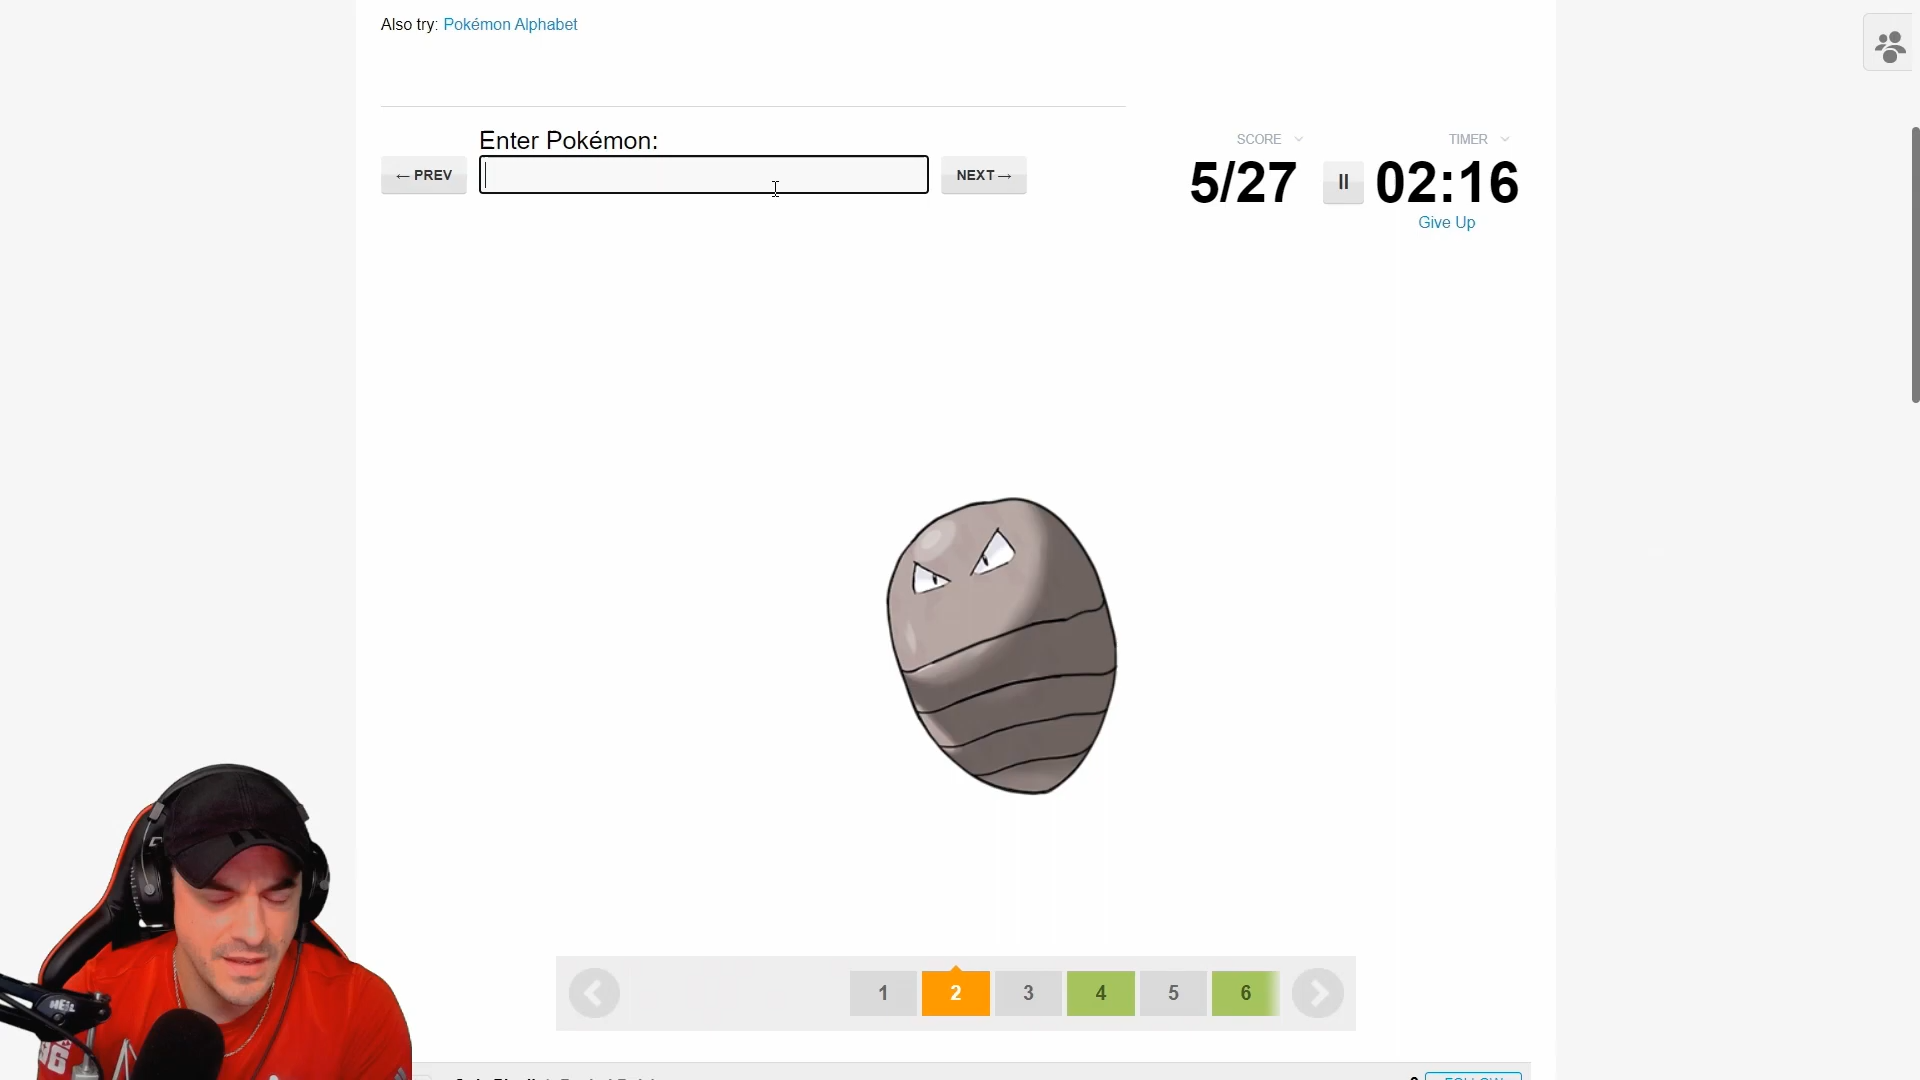 Also try: Pokémon Alphabet
Enter Pokémon:
← PREV
NEXT →
SCORE
5/27
TIMER
02:16
Give Up
1 2 3 4 5 6
HEIL